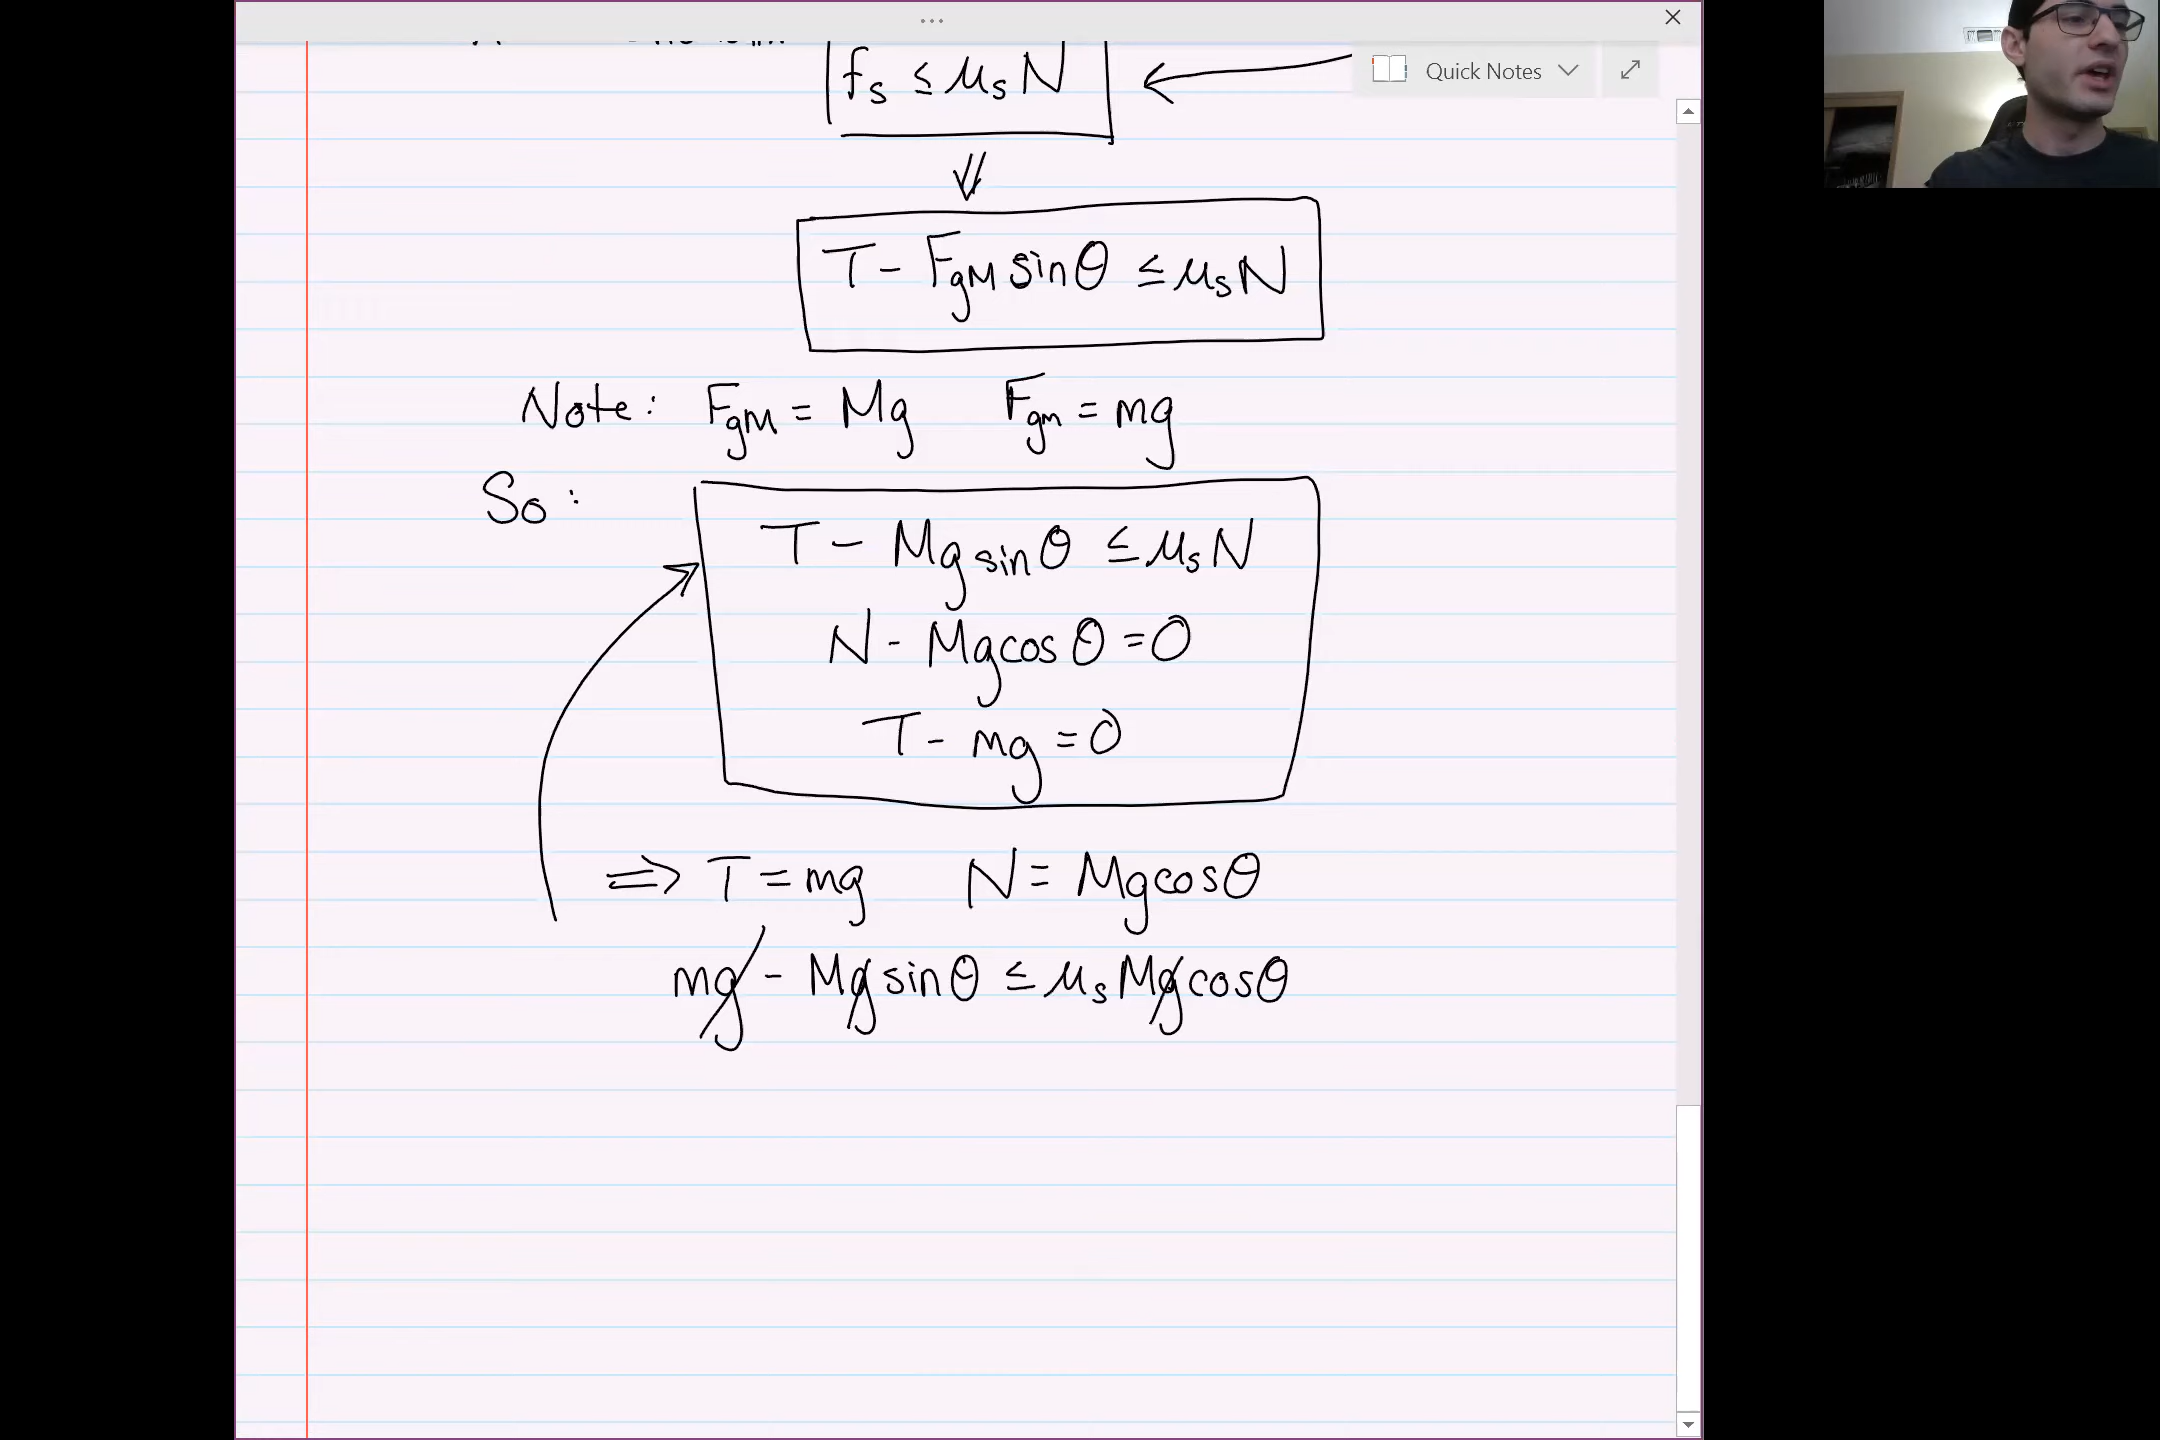 ...
f_s ≤ μ_s N
Quick Notes
T - F_gM sinθ ≤ μ_s N
Note: F_gM = Mg F_gm = mg
So:
T - Mg sinθ ≤ μ_s N
N - Mg cosθ = 0
T - mg = 0
⇒ T = mg N = Mg cosθ
mg - Mg sinθ ≤ μ_s Mg cosθ